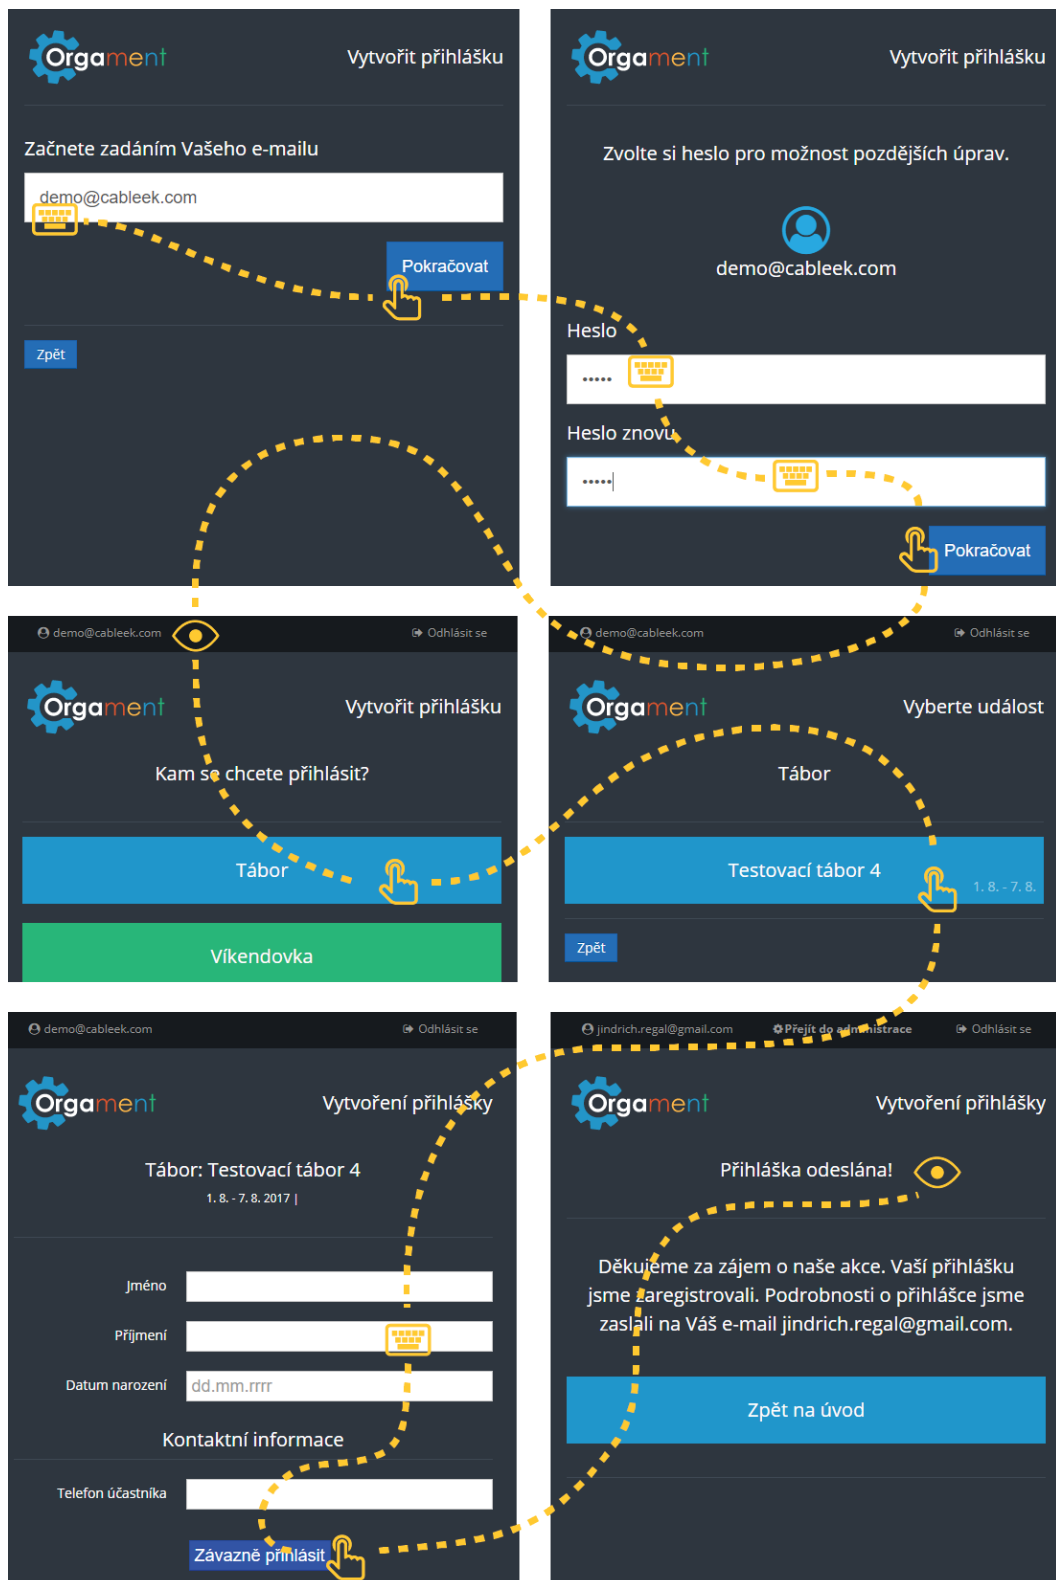 Orgament
Vytvořit přihlášku
Začnete zadáním Vašeho e-mailu
demo@cableek.com
Pokračovat
Zpět
Orgament
Vytvořit přihlášku
Zvolte si heslo pro možnost pozdějších úprav.
demo@cableek.com
Heslo
•••••
Heslo znovu
•••••
Pokračovat
demo@cableek.com
Odhlásit se
Orgament
Vytvořit přihlášku
Kam se chcete přihlásit?
Tábor
Víkendovka
demo@cableek.com
Odhlásit se
Orgament
Vyberte událost
Tábor
Testovací tábor 4
1. 8. - 7. 8.
Zpět
demo@cableek.com
Odhlásit se
Orgament
Vytvoření přihlášky
Tábor: Testovací tábor 4
1. 8. - 7. 8. 2017 |
Jméno
Příjmení
Datum narození
dd.mm.rrrr
Kontaktní informace
Telefon účastníka
Závazně přihlásit
jindrich.regal@gmail.com
Přejít do administrace
Odhlásit se
Orgament
Vytvoření přihlášky
Přihláška odeslána!
Děkujeme za zájem o naše akce. Vaší přihlášku
jsme zaregistrovali. Podrobnosti o přihlášce jsme
zaslali na Váš e-mail jindrich.regal@gmail.com.
Zpět na úvod